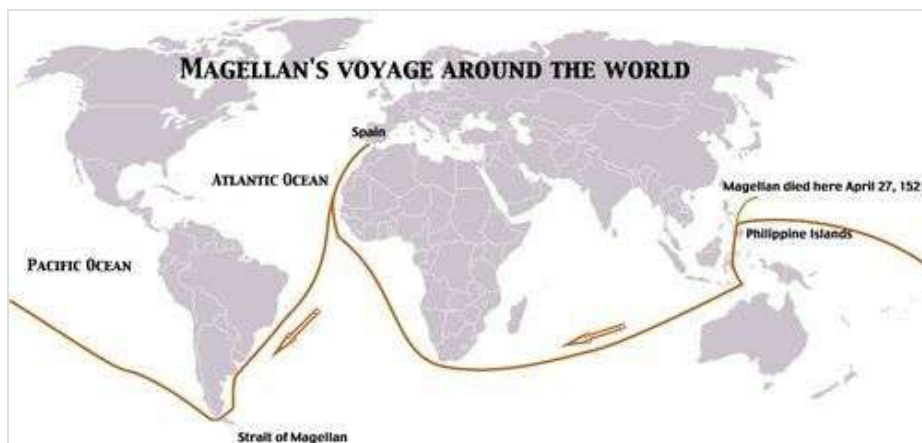 MAGELLAN'S VOYAGE AROUND THE WORLD
Spain
ATLANTIC OCEAN
Magellan died here April 27, 152
Philippine Islands
PACIFIC OCEAN
Strait of Magellan